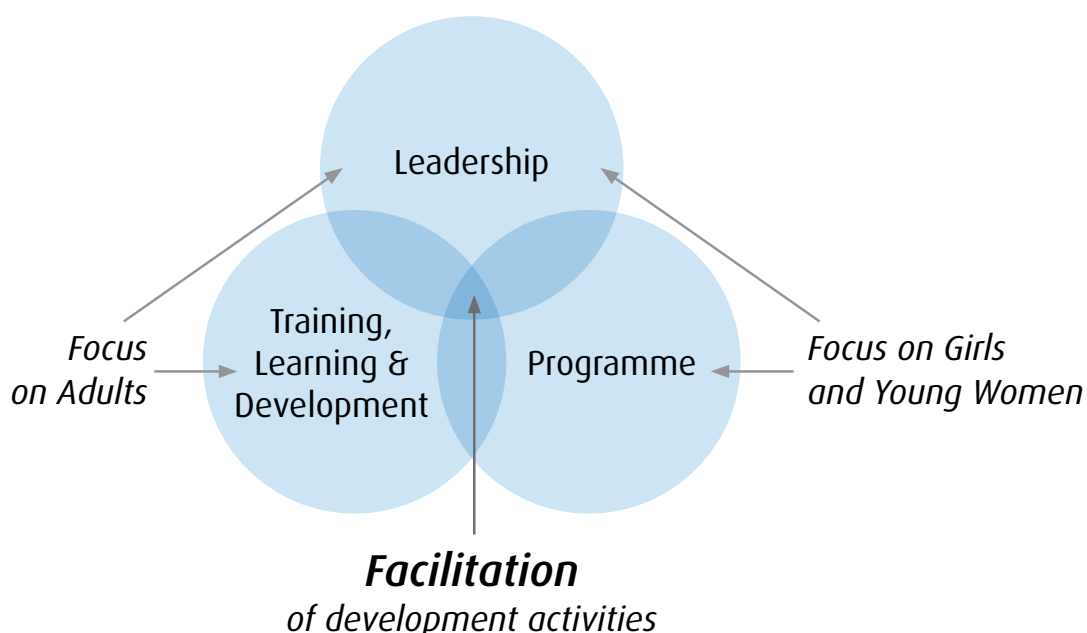 Leadership
Focus
on Adults
Training,
Learning &
Development
Programme
Focus on Girls
and Young Women
Facilitation
of development activities